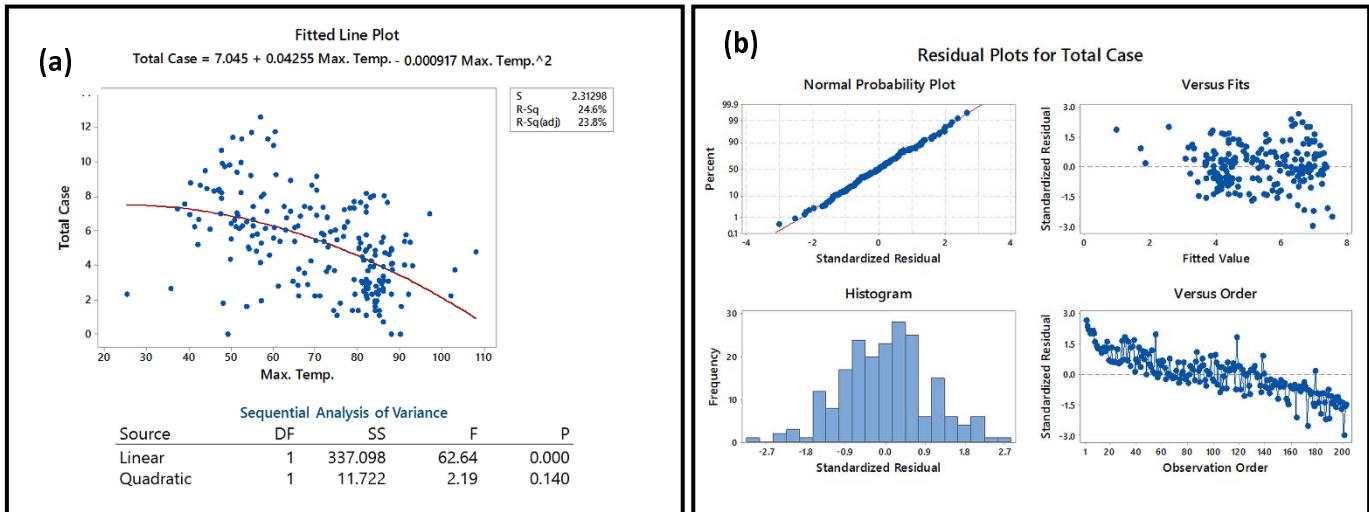 (a)
Fitted Line Plot
Total Case = 7.045 + 0.04255 Max. Temp. - 0.000917 Max. Temp.^2
S 2.31298
R-Sq 24.6%
R-Sq(adj) 23.8%
Total Case
12
10
8
6
4
2
0
20 30 40 50 60 70 80 90 100 110
Max. Temp.
Sequential Analysis of Variance
Source DF SS F P
Linear 1 337.098 62.64 0.000
Quadratic 1 11.722 2.19 0.140
(b)
Residual Plots for Total Case
Normal Probability Plot
Percent
99.9
99
90
50
10
1
0.1
-4 -2 0 2 4
Standardized Residual
Versus Fits
Standardized Residual
3.0
1.5
0.0
-1.5
-3.0
0 2 4 6 8
Fitted Value
Histogram
Frequency
30
20
10
0
-2.7 -1.8 -0.9 0.0 0.9 1.8 2.7
Standardized Residual
Versus Order
Standardized Residual
3.0
1.5
0.0
-1.5
-3.0
1 20 40 60 80 100 120 140 160 180 200
Observation Order